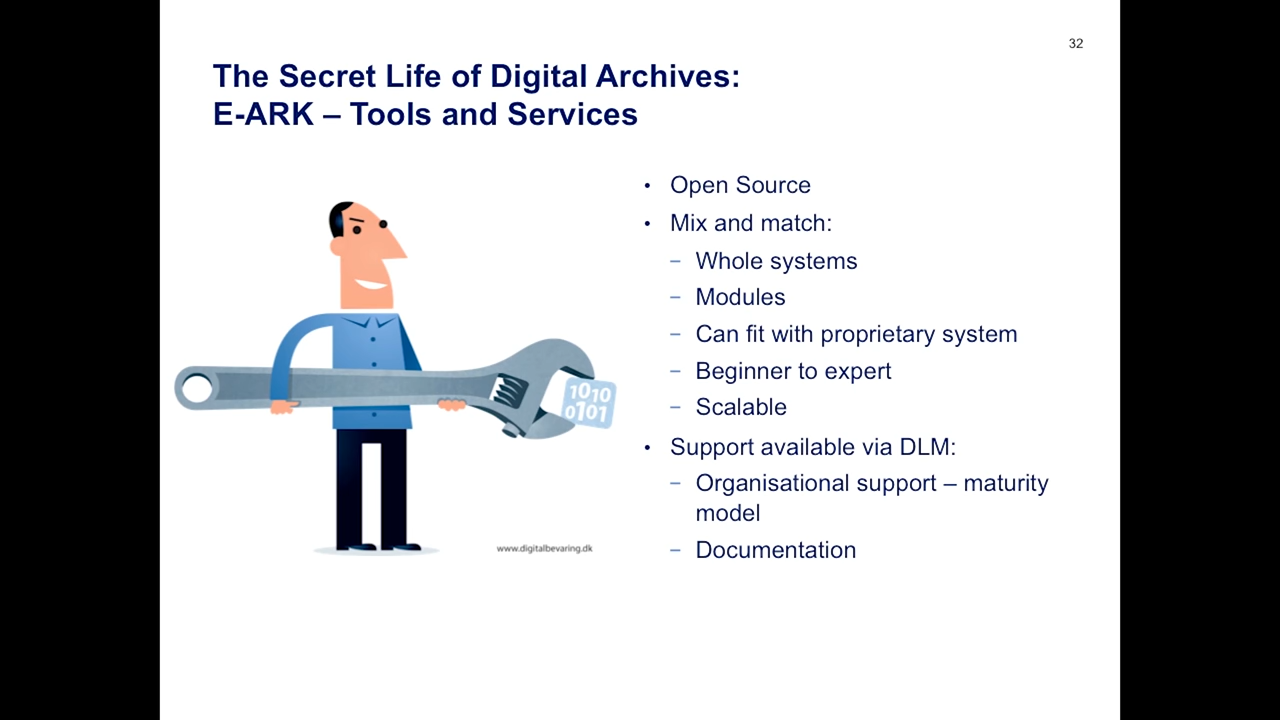 32
The Secret Life of Digital Archives:
E-ARK – Tools and Services
• Open Source
• Mix and match:
– Whole systems
– Modules
– Can fit with proprietary system
– Beginner to expert
– Scalable
• Support available via DLM:
– Organisational support – maturity
model
– Documentation
1010
0101
www.digitalbevaring.dk